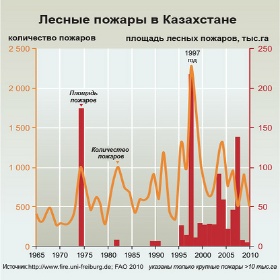 Лесные пожары в Казахстане
количество пожаров
площадь лесных пожаров, тыс.га
2 500
2 000
1 500
1 000
500
0
250
200
150
100
50
0
1997
год
Площадь
пожаров
Количество
пожаров
1965 1970 1975 1980 1985 1990 1995 2000 2005 2010
Источник:http://www.fire.uni-freiburg.de; FAO 2010 указаны только крупные пожары >10 тыс.га